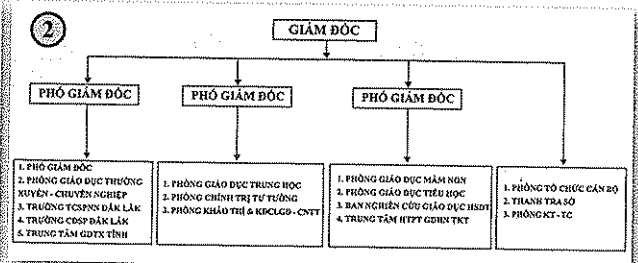 2
GIÁM ĐỐC
PHÓ GIÁM ĐỐC
PHÓ GIÁM ĐỐC
PHÓ GIÁM ĐỐC
1. PHÓ GIÁM ĐỐC
2. PHÒNG GIÁO DỤC THƯỜNG
XUYÊN - CHUYÊN NGHIỆP
3. TRƯỜNG TCSPNN ĐĂK LĂK
4. TRƯỜNG CĐSP ĐĂK LĂK
5. TRUNG TÂM GDTX TỈNH
1. PHÒNG GIÁO DỤC TRUNG HỌC
2. PHÒNG CHÍNH TRỊ TƯ TƯỞNG
3. PHÒNG KHẢO THÍ & KĐCLGD - CNTT
1. PHÒNG GIÁO DỤC MẦM NON
2. PHÒNG GIÁO DỤC TIỂU HỌC
3. BAN NGHIÊN CỨU GIÁO DỤC HSDT
4. TRUNG TÂM HTPT GDHN TKT
1. PHÒNG TỔ CHỨC CÁN BỘ
2. THANH TRA SỞ
3. PHÒNG KT - TC